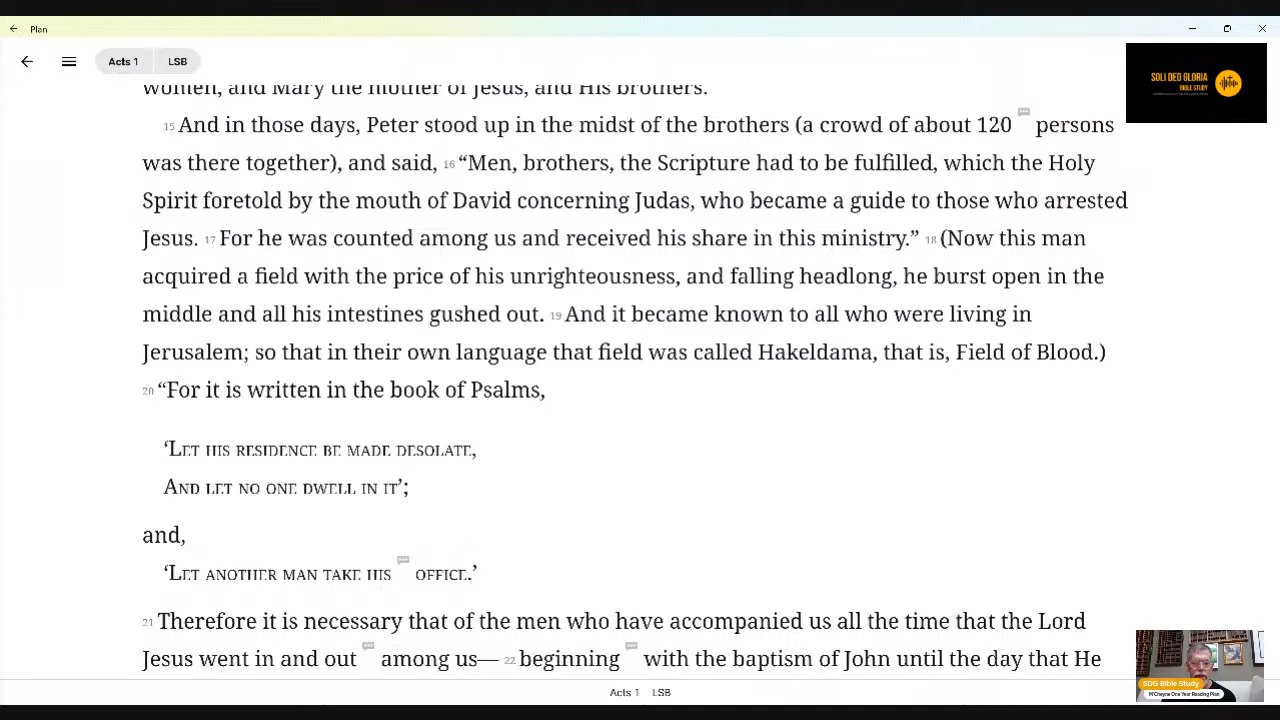 Plan
Acts 1 LSB
SOLI DEO GLORIA
BIBLE STUDY
women, and Mary the mother of Jesus, and His brothers.
15 And in those days, Peter stood up in the midst of the brothers (a crowd of about 120 persons
was there together), and said, 16 “Men, brothers, the Scripture had to be fulfilled, which the Holy
Spirit foretold by the mouth of David concerning Judas, who became a guide to those who arrested
Jesus. 17 For he was counted among us and received his share in this ministry.” 18 (Now this man
acquired a field with the price of his unrighteousness, and falling headlong, he burst open in the
middle and all his intestines gushed out. 19 And it became known to all who were living in
Jerusalem; so that in their own language that field was called Hakeldama, that is, Field of Blood.)
20 “For it is written in the book of Psalms,
‘LET HIS RESIDENCE BE MADE DESOLATE,
AND LET NO ONE DWELL IN IT’;
and,
‘LET ANOTHER MAN TAKE HIS OFFICE.’
21 Therefore it is necessary that of the men who have accompanied us all the time that the Lord
Jesus went in and out among us— 22 beginning with the baptism of John until the day that He
SDG Bible Study
M'Cheyne One Year Reading Plan
Acts 1 LSB